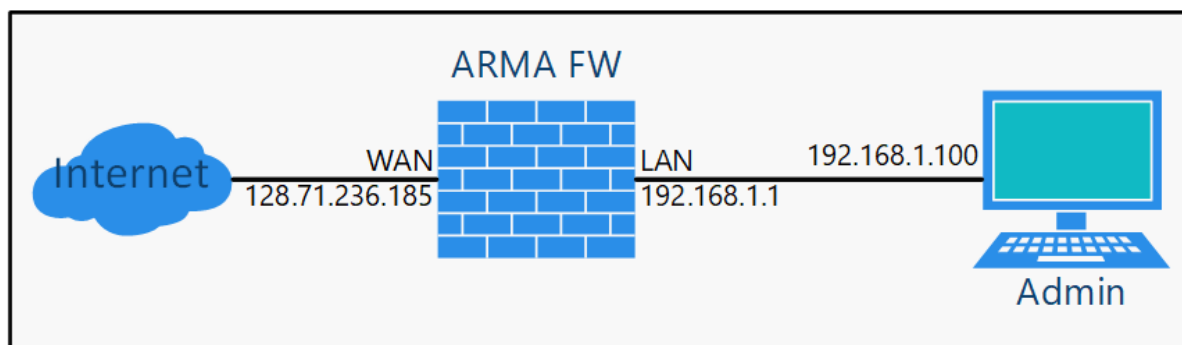 ARMA FW
Internet
WAN
128.71.236.185
LAN
192.168.1.1
192.168.1.100
Admin